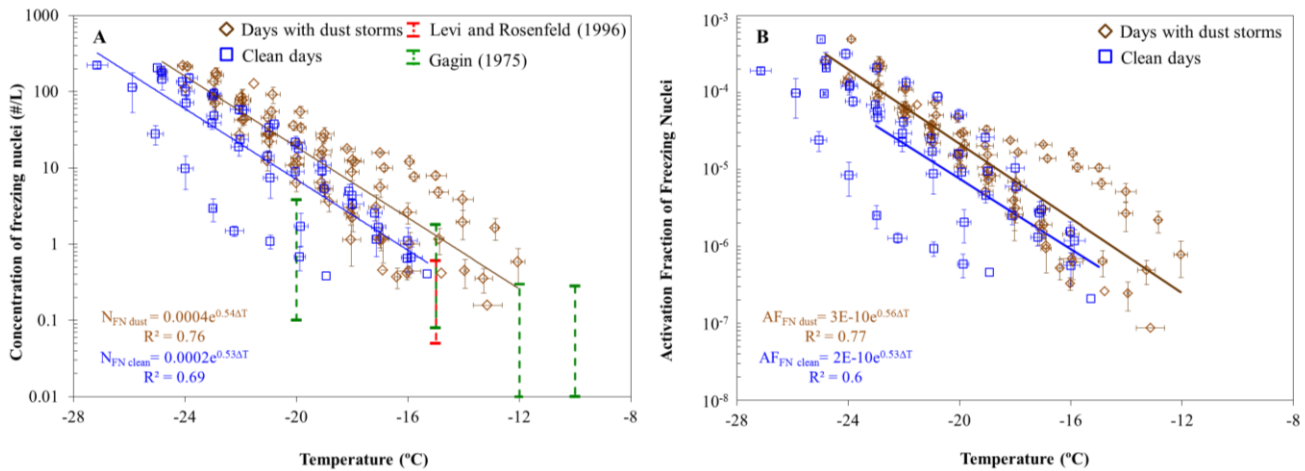 A
Days with dust storms
Clean days
Levi and Rosenfeld (1996)
Gagin (1975)
Concentration of freezing nuclei (#/L)
1000
100
10
1
0.1
0.01
N_FN dust = 0.0004e^0.54ΔT
R² = 0.76
N_FN clean = 0.0002e^0.53ΔT
R² = 0.69
-28 -24 -20 -16 -12 -8
Temperature (ºC)
B
Days with dust storms
Clean days
Activation Fraction of Freezing Nuclei
10^-3
10^-4
10^-5
10^-6
10^-7
10^-8
AF_FN dust = 3E-10e^0.56ΔT
R² = 0.77
AF_FN clean = 2E-10e^0.53ΔT
R² = 0.6
-28 -24 -20 -16 -12 -8
Temperature (ºC)